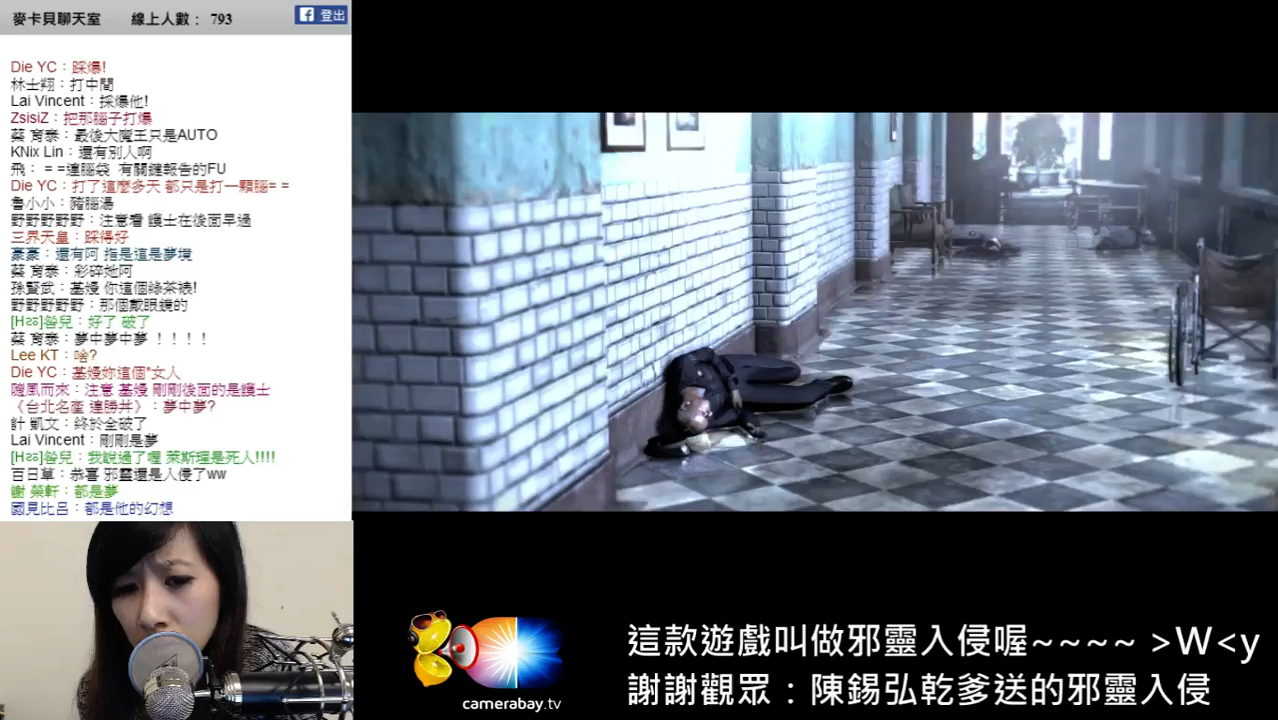 麥卡貝聊天室 線上人數： 793
登出
Die YC：踩爆!
林士翔：打中間
Lai Vincent：採爆他!
ZsisiZ：把那腦子打爆
蔡 育泰：最後大魔王只是AUTO
KNix Lin：還有別人啊
飛： = =連腦袋 有關鍵報告的FU
Die YC：打了這麼多天 都只是打一顆腦= =
魯小小：豬腦湯
野野野野野：注意看 護士在後面早過
三界天皇：踩得好
豪豪：還有阿 指是這是夢境
蔡 育泰：彩碎她阿
孫賢武：基嫚 你這個綠茶裱!
野野野野野：那個戴眼鏡的
[Hःः]咎兒：好了 破了
蔡 育泰：夢中夢中夢 ！！！！
Lee KT：啥?
Die YC：基嫚妳這個*女人
隨風而來：注意 基嫚 剛剛後面的是護士
《台北名產 連勝丼》：夢中夢?
計 凱文：終於全破了
Lai Vincent：剛剛是夢
[Hःः]咎兒：我說過了喔 萊斯理是死人!!!!
百日草：恭喜 邪靈還是入侵了ww
謝 榮軒：都是夢
國見比呂：都是他的幻想
camerabay.tv
這款遊戲叫做邪靈入侵喔~~~~ >W<y
謝謝觀眾：陳錫弘乾爹送的邪靈入侵